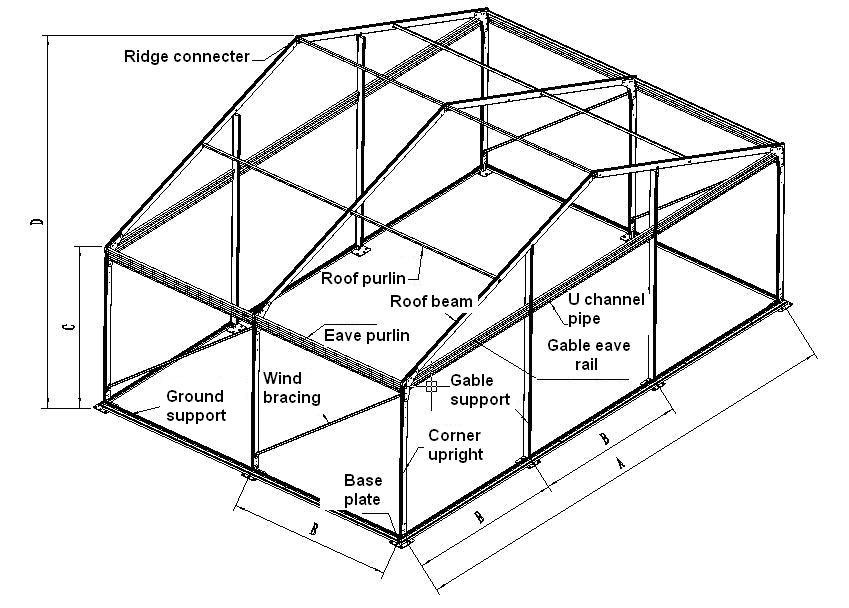 Ridge connecter
D
Roof purlin
Roof beam
U channel
pipe
C
Eave purlin
Gable eave
rail
Wind
bracing
Gable
support
Ground
support
Corner
upright
B
A
Base
plate
B
B